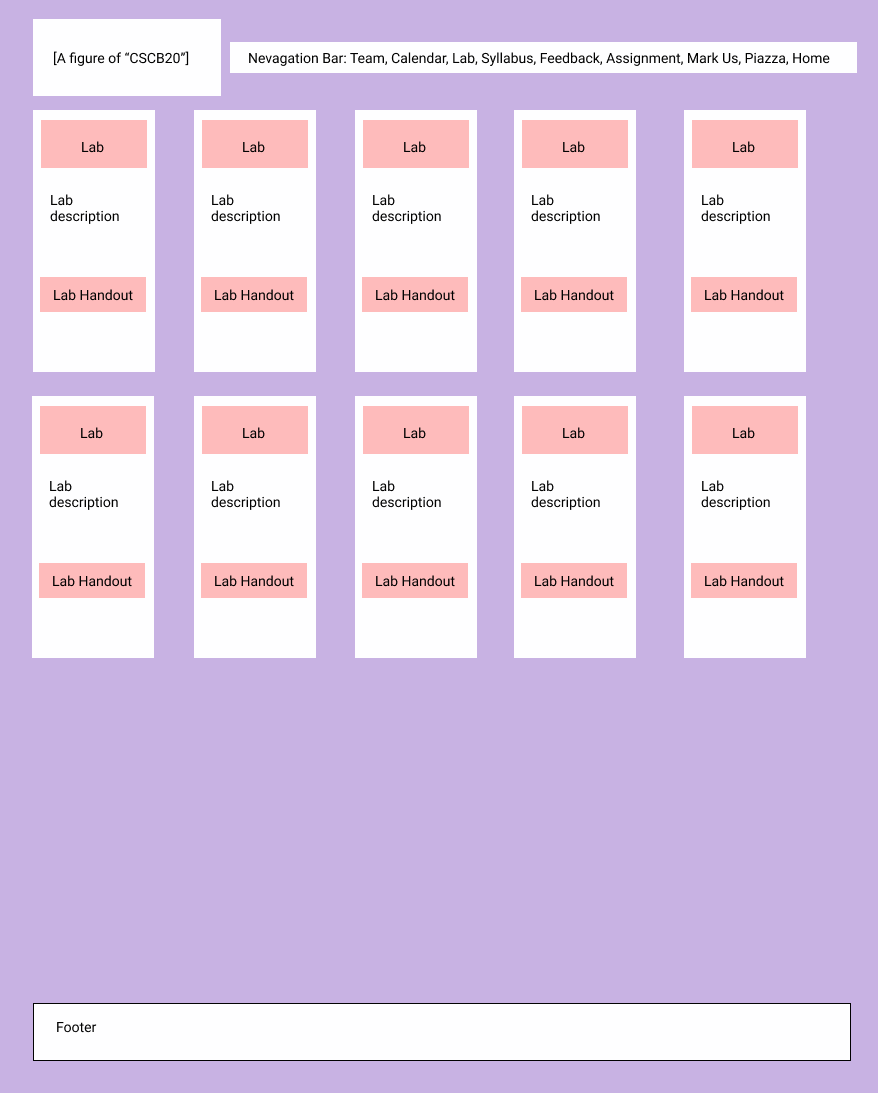 [A figure of “CSCB20”]
Nevagation Bar: Team, Calendar, Lab, Syllabus, Feedback, Assignment, Mark Us, Piazza, Home
Lab
Lab
Lab
Lab
Lab
Lab
description
Lab
description
Lab
description
Lab
description
Lab
description
Lab Handout
Lab Handout
Lab Handout
Lab Handout
Lab Handout
Lab
Lab
Lab
Lab
Lab
Lab
description
Lab
description
Lab
description
Lab
description
Lab
description
Lab Handout
Lab Handout
Lab Handout
Lab Handout
Lab Handout
Footer